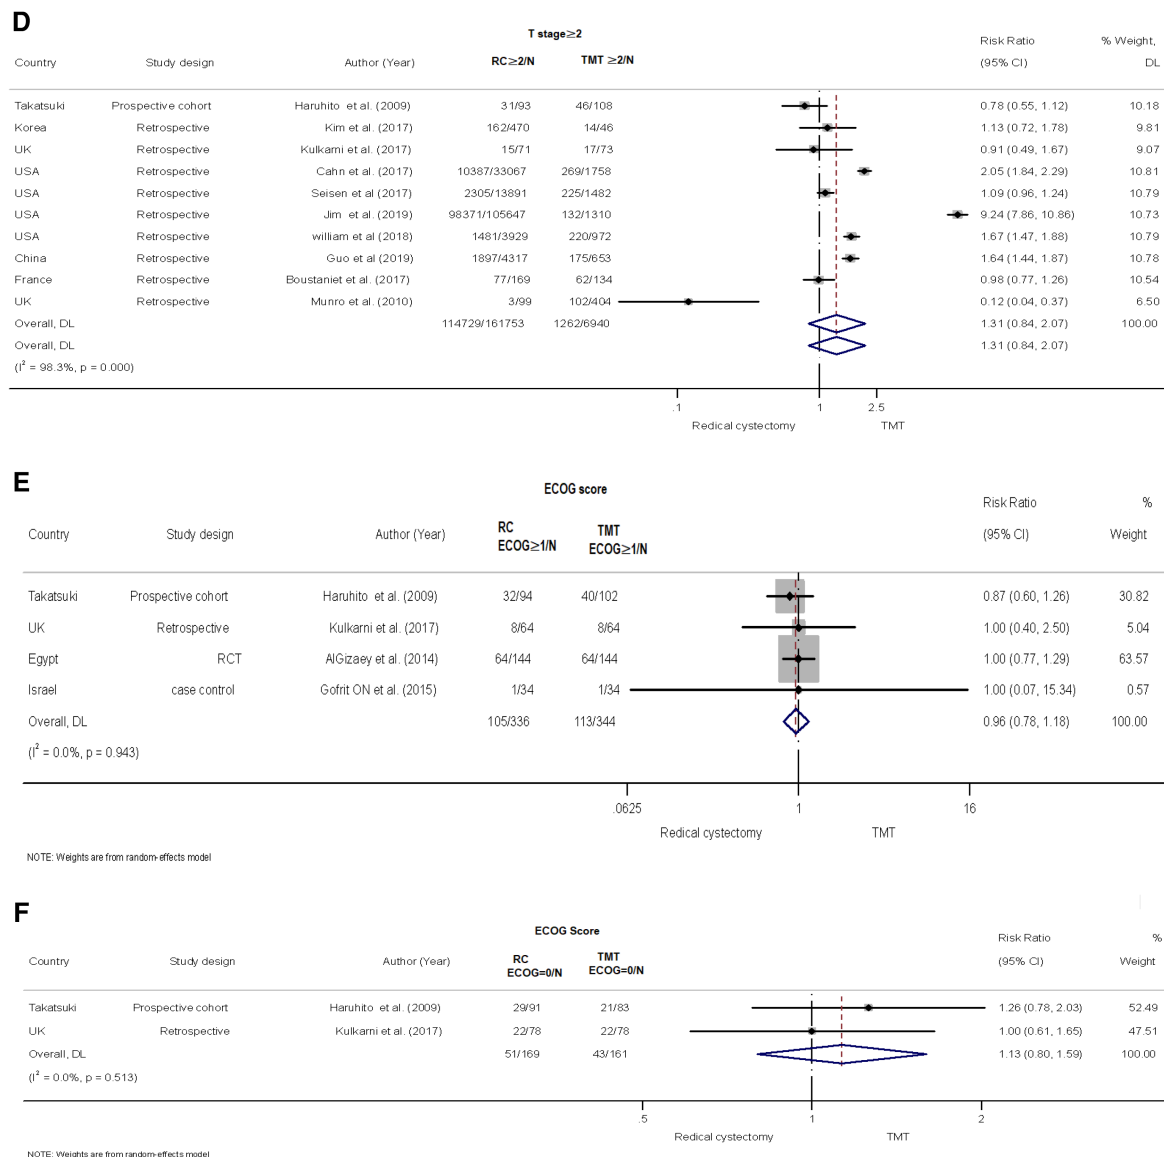 D
T stage≥2
Risk Ratio % Weight,
Country Study design Author (Year) RC≥2/N TMT ≥2/N (95% CI) DL
Takatsuki Prospective cohort Haruhito et al. (2009) 31/93 46/108 0.78 (0.55, 1.12) 10.18
Korea Retrospective Kim et al. (2017) 162/470 14/46 1.13 (0.72, 1.78) 9.81
UK Retrospective Kulkarni et al. (2017) 15/71 17/73 0.91 (0.49, 1.67) 9.07
USA Retrospective Cahn et al. (2017) 10387/33067 269/1758 2.05 (1.84, 2.29) 10.81
USA Retrospective Seisen et al (2017) 2305/13891 225/1482 1.09 (0.96, 1.24) 10.79
USA Retrospective Jim et al. (2019) 98371/105647 132/1310 9.24 (7.86, 10.86) 10.73
USA Retrospective william et al (2018) 1481/3929 220/972 1.67 (1.47, 1.88) 10.79
China Retrospective Guo et al (2019) 1897/4317 175/653 1.64 (1.44, 1.87) 10.78
France Retrospective Boustaniet et al. (2017) 77/169 62/134 0.98 (0.77, 1.26) 10.54
UK Retrospective Munro et al. (2010) 3/99 102/404 0.12 (0.04, 0.37) 6.50
Overall, DL 114729/161753 1262/6940 1.31 (0.84, 2.07) 100.00
Overall, DL 1.31 (0.84, 2.07)
(I² = 98.3%, p = 0.000)
.1 1 2.5
Redical cystectomy TMT
E
ECOG score
Risk Ratio %
Country Study design Author (Year) RC ECOG≥1/N TMT ECOG≥1/N (95% CI) Weight
Takatsuki Prospective cohort Haruhito et al. (2009) 32/94 40/102 0.87 (0.60, 1.26) 30.82
UK Retrospective Kulkarni et al. (2017) 8/64 8/64 1.00 (0.40, 2.50) 5.04
Egypt RCT AlGizaey et al. (2014) 64/144 64/144 1.00 (0.77, 1.29) 63.57
Israel case control Gofrit ON et al. (2015) 1/34 1/34 1.00 (0.07, 15.34) 0.57
Overall, DL 105/336 113/344 0.96 (0.78, 1.18) 100.00
(I² = 0.0%, p = 0.943)
.0625 1 16
Redical cystectomy TMT
NOTE: Weights are from random-effects model
F
ECOG Score
Risk Ratio %
Country Study design Author (Year) RC ECOG=0/N TMT ECOG=0/N (95% CI) Weight
Takatsuki Prospective cohort Haruhito et al. (2009) 29/91 21/83 1.26 (0.78, 2.03) 52.49
UK Retrospective Kulkarni et al. (2017) 22/78 22/78 1.00 (0.61, 1.65) 47.51
Overall, DL 51/169 43/161 1.13 (0.80, 1.59) 100.00
(I² = 0.0%, p = 0.513)
.5 1 2
Redical cystectomy TMT
NOTE: Weights are from random-effects model